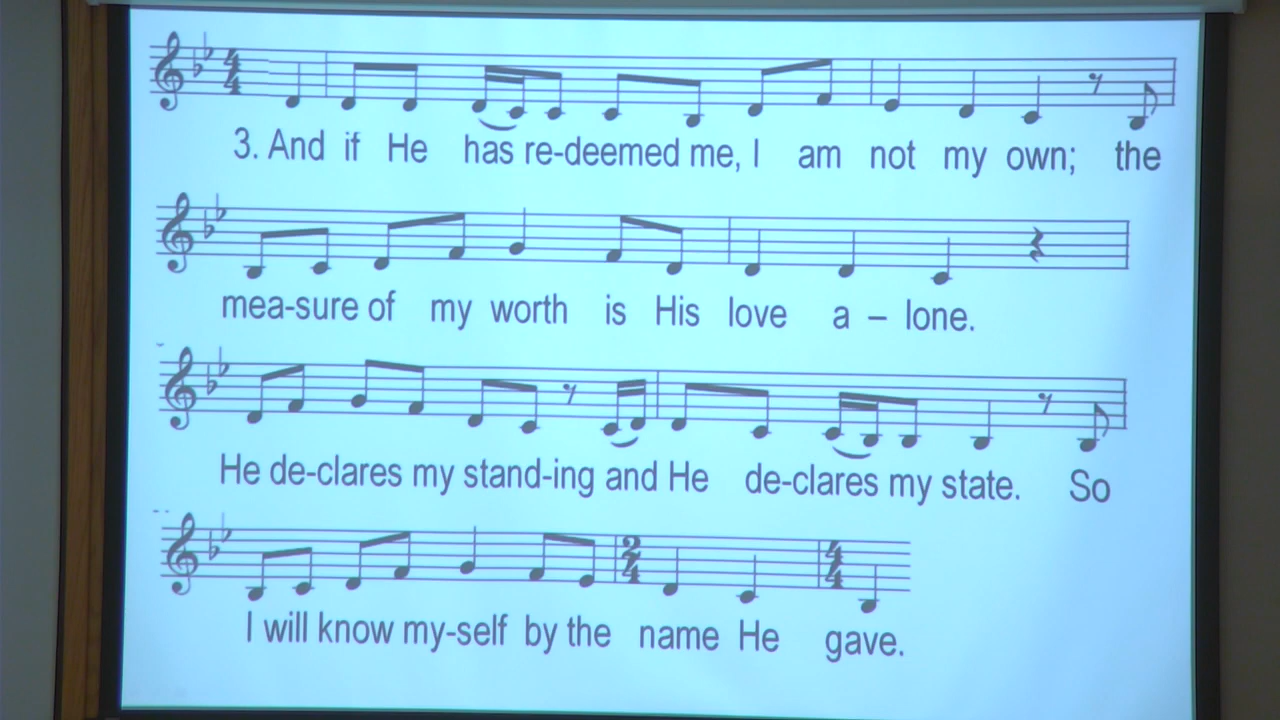 3. And if He has re-deemed me, I am not my own; the
mea-sure of my worth is His love a – lone.
He de-clares my stand-ing and He de-clares my state. So
I will know my-self by the name He gave.